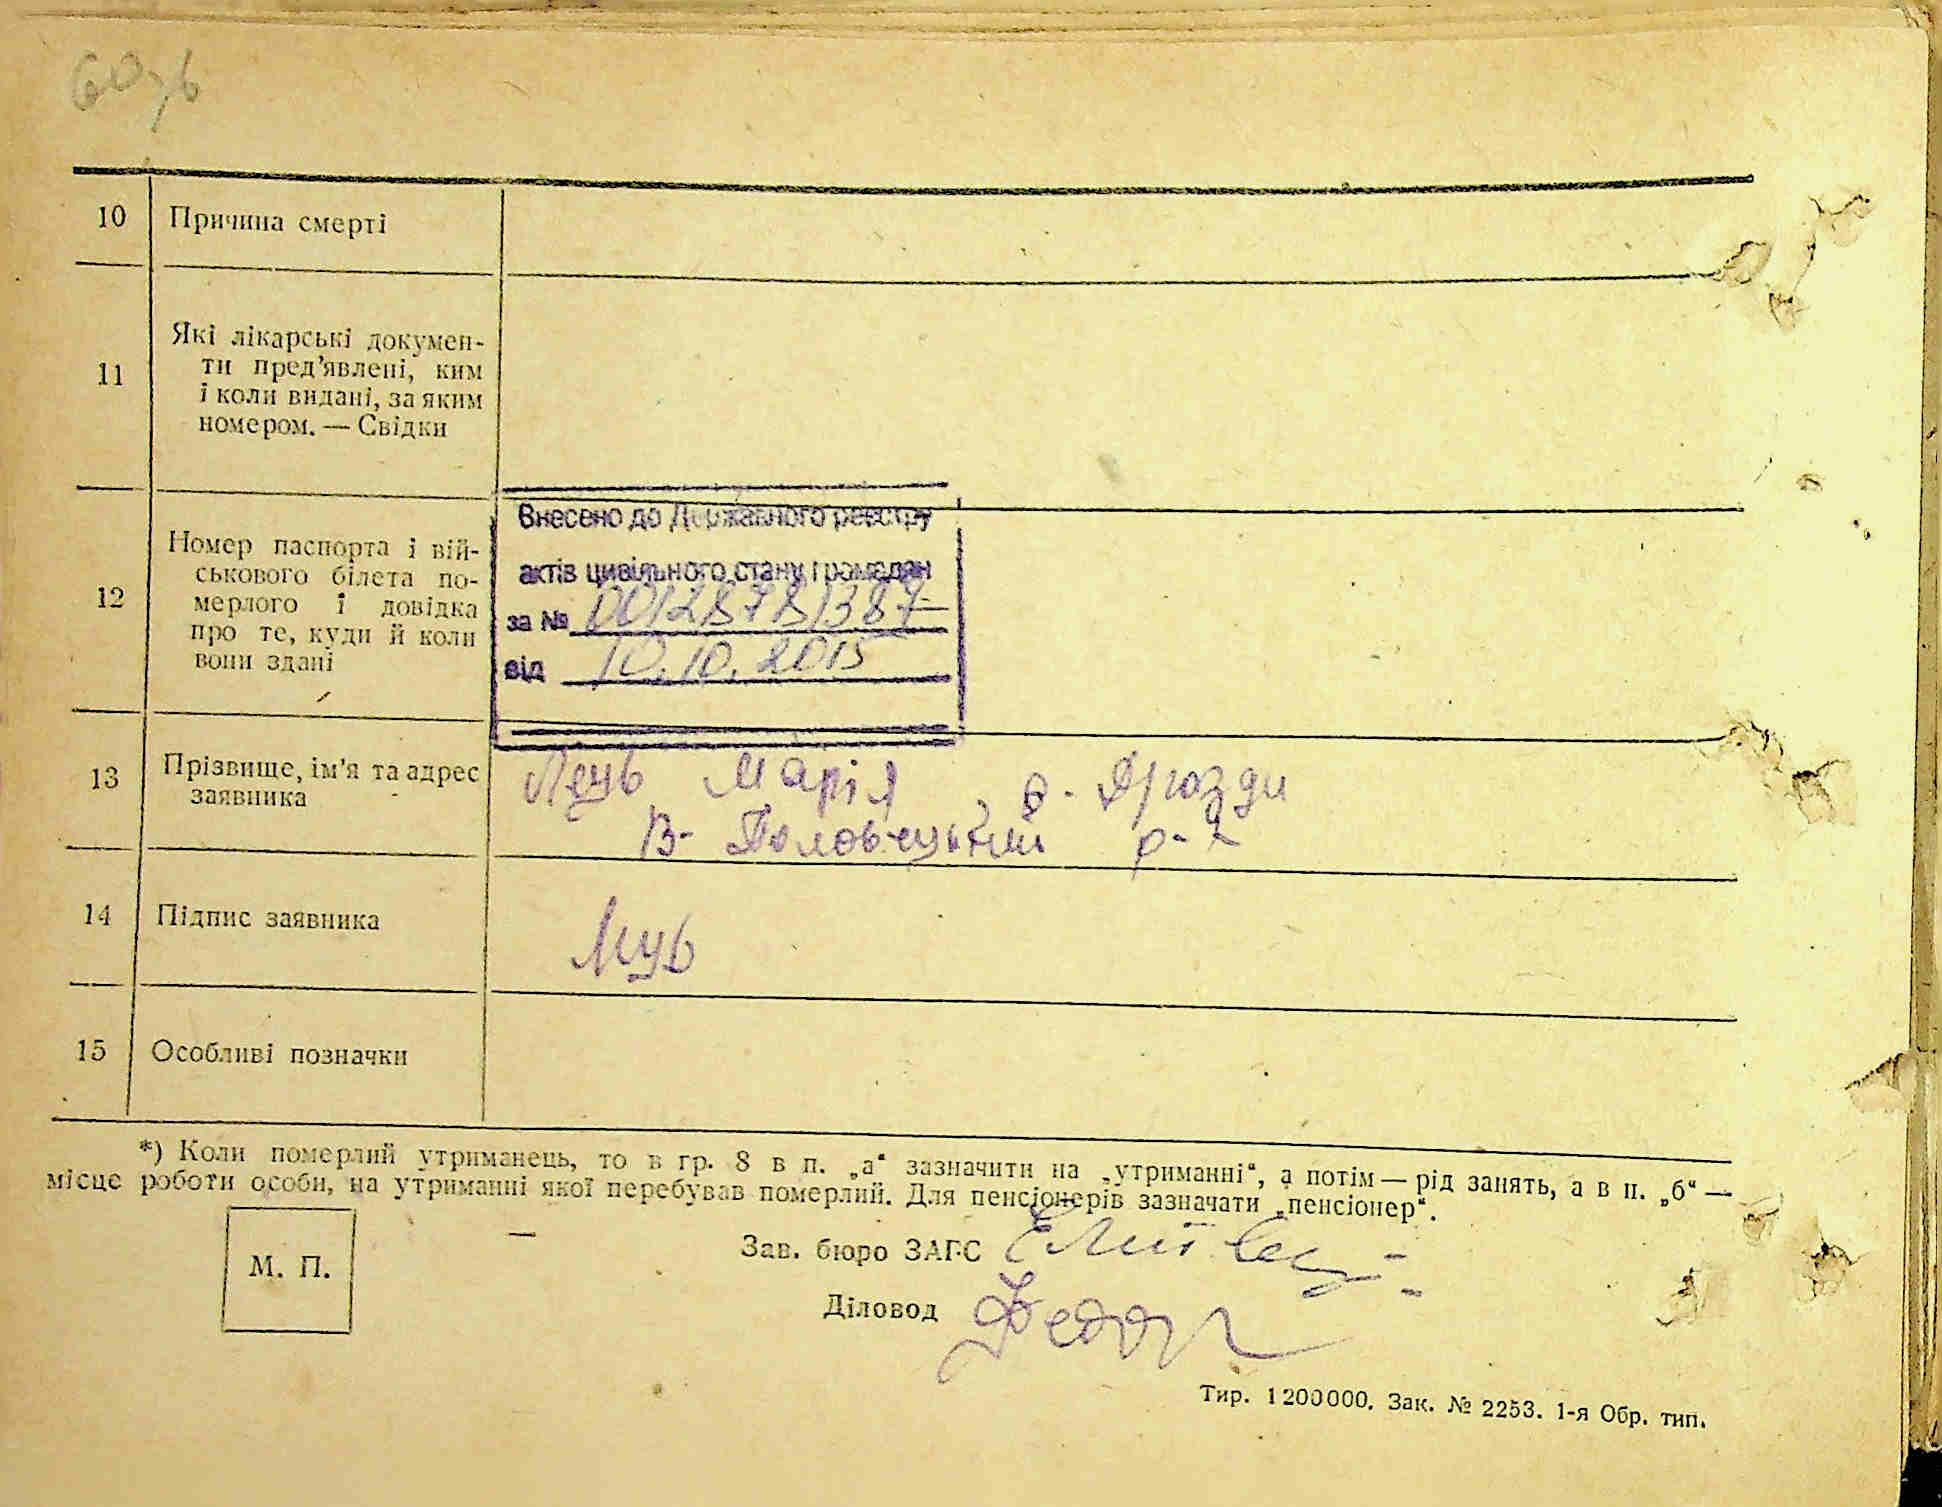 10 Причина смерті
11 Які лікарські докумен-
ти пред’явлені, ким
і коли видані, за яким
номером. — Свідки
12 Номер паспорта і вій-
ськового білета по-
мерлого і довідка
про те, куди й коли
вони здані
Внесено до Державного реєстру
актів цивільного стану громадян
за № 00128781387
від 10.10.2015
13 Прізвище, ім'я та адрес
заявника
Марія, с. Дрозди
В- Половецький р-н
14 Підпис заявника
15 Особливі позначки
*) Коли померлий утриманець, то в гр. 8 в п. „а“ зазначити на „утриманні“, а потім — рід занять, а в п. „б“ —
місце роботи особи, на утриманні якої перебував померлий. Для пенсіонерів зазначати „пенсіонер“.
М. П.
Зав. бюро ЗАГС
Діловод
Тир. 1200000. Зак. № 2253. 1-я Обр. тип.